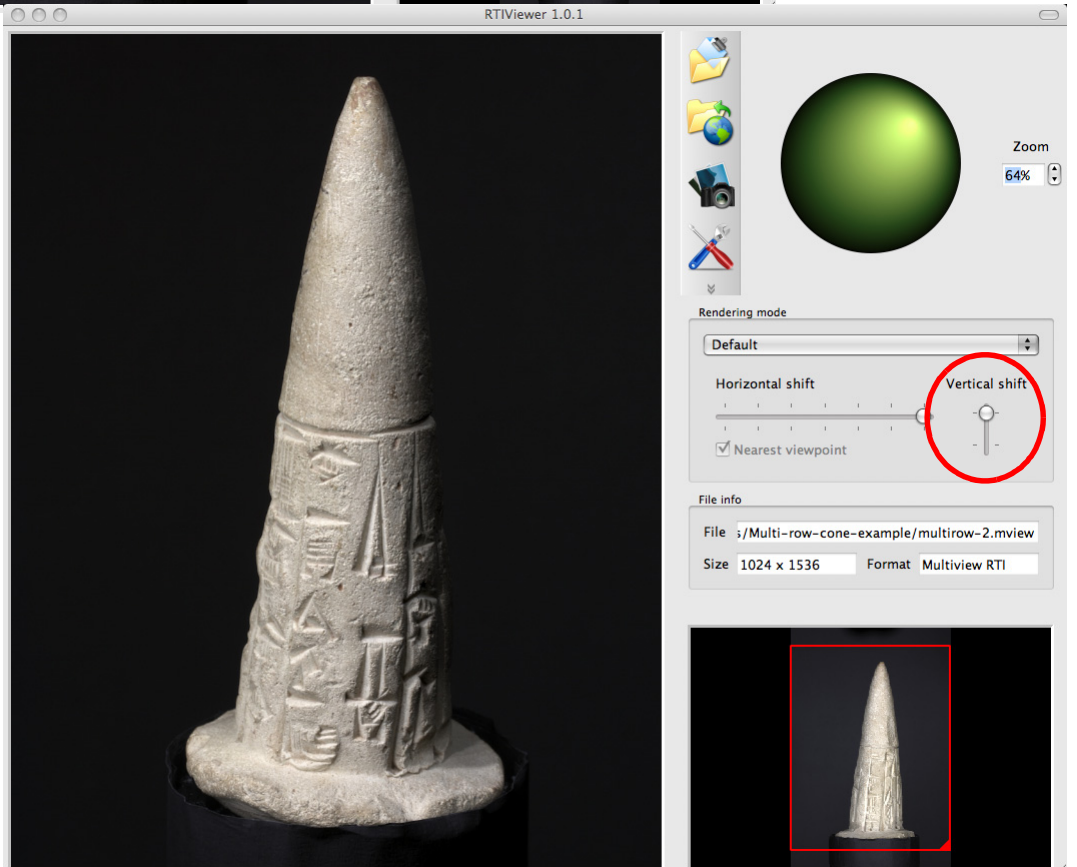 RTIViewer 1.0.1
Zoom
64%
Rendering mode
Default
Horizontal shift
Vertical shift
Nearest viewpoint
File info
File s/Multi-row-cone-example/multirow-2.mview
Size 1024 x 1536 Format Multiview RTI